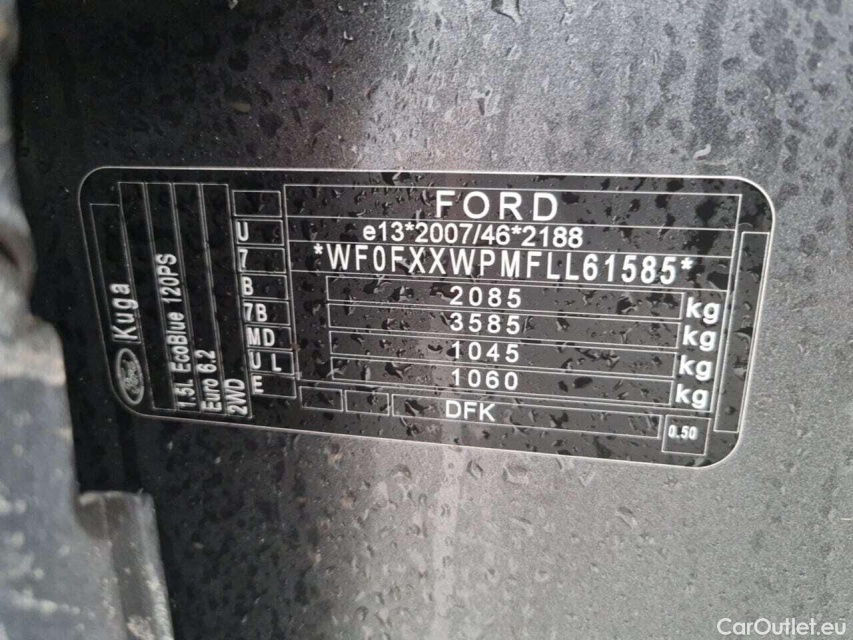 FORD
e13*2007/46*2188
*WF0FXXWPMFLL61585*
2085 kg
3585 kg
1045 kg
1060 kg
DFK
0.50
U
7
B
7B
MD
U L
E
Ford Kuga
1.5L EcoBlue 120PS
Euro 6.2
2WD
CarOutlet.eu